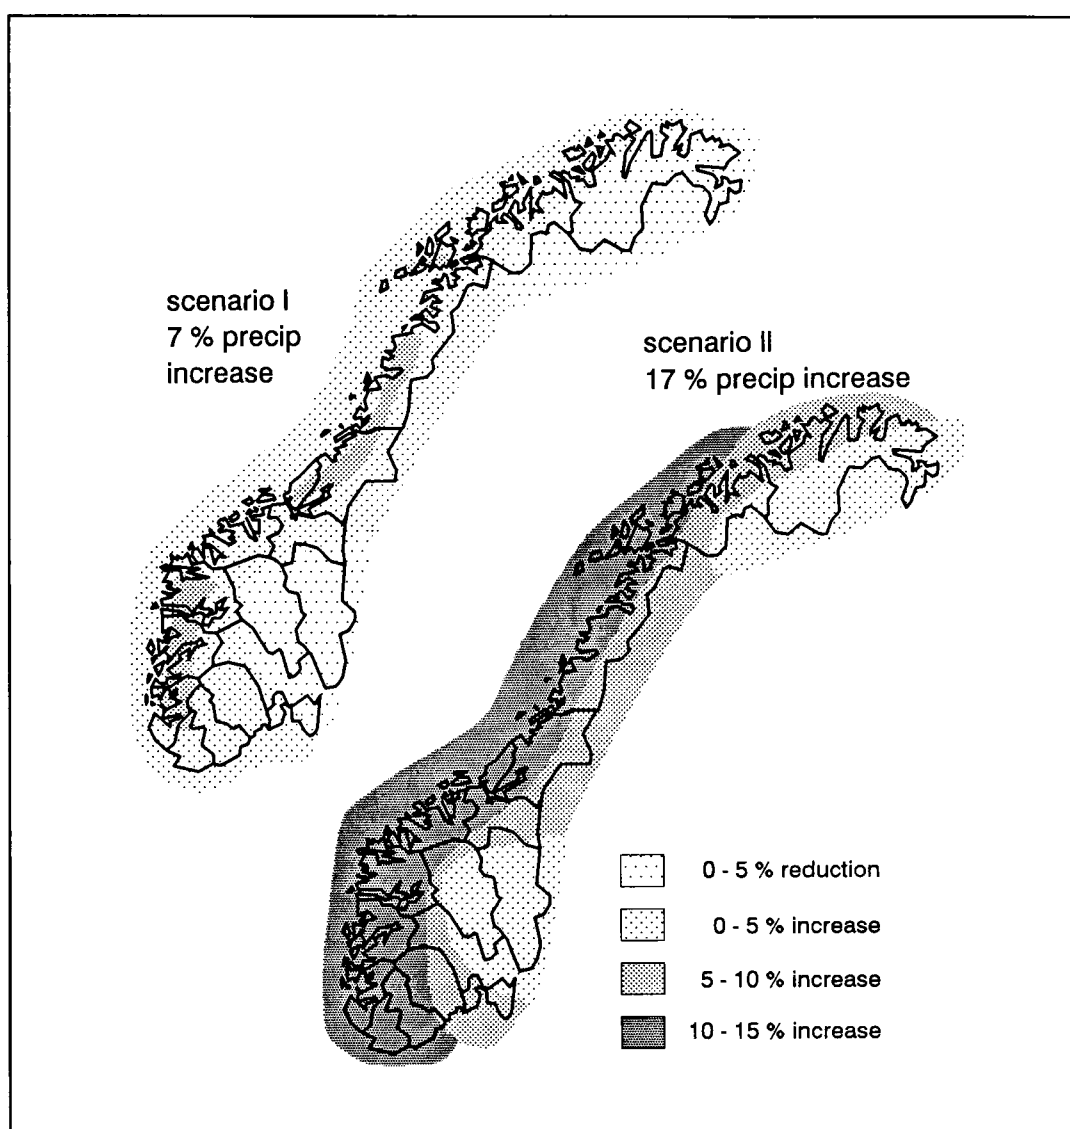 scenario I
7 % precip
increase
scenario II
17 % precip increase
0 - 5 % reduction
0 - 5 % increase
5 - 10 % increase
10 - 15 % increase